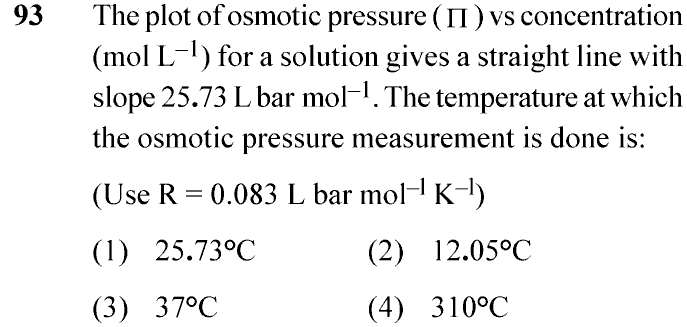 93 The plot of osmotic pressure ( Π ) vs concentration
(mol L⁻¹) for a solution gives a straight line with
slope 25.73 L bar mol⁻¹. The temperature at which
the osmotic pressure measurement is done is:
(Use R = 0.083 L bar mol⁻¹ K⁻¹)
(1) 25.73°C (2) 12.05°C
(3) 37°C (4) 310°C